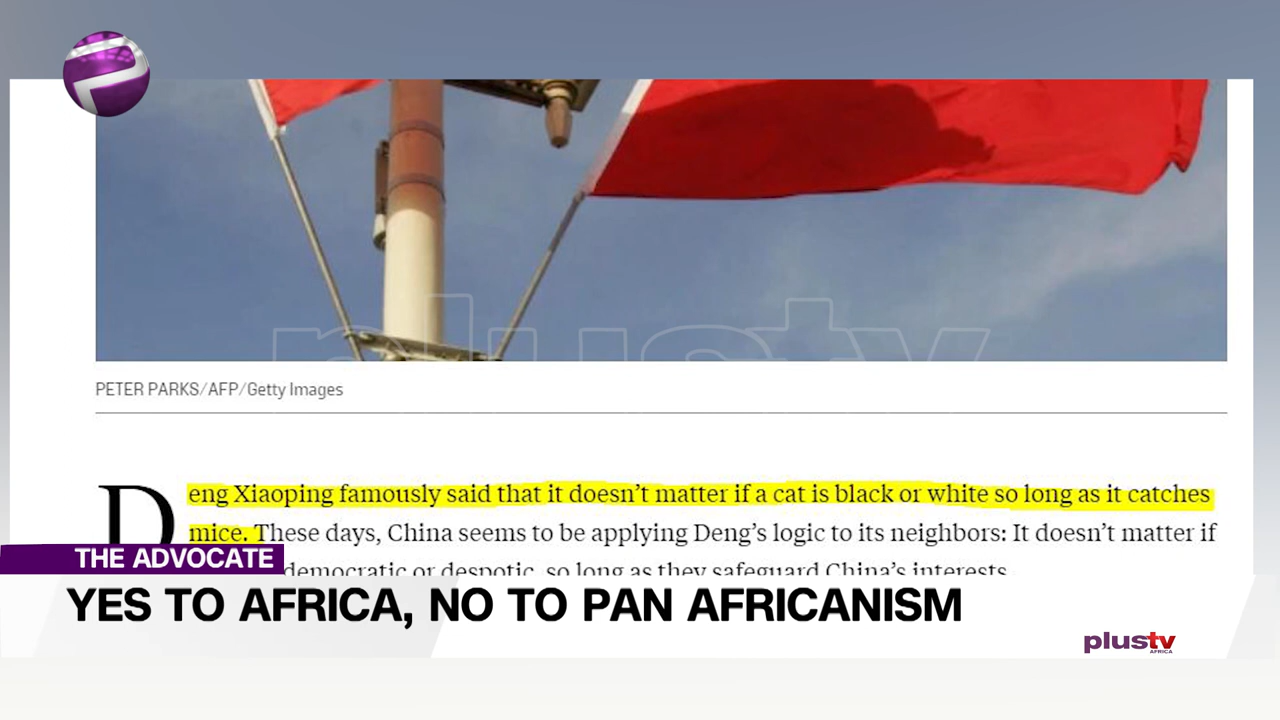 plustv
PETER PARKS/AFP/Getty Images
Deng Xiaoping famously said that it doesn’t matter if a cat is black or white so long as it catches
mice. These days, China seems to be applying Deng’s logic to its neighbors: It doesn’t matter if
democratic or despotic, so long as they safeguard China’s interests
THE ADVOCATE
YES TO AFRICA, NO TO PAN AFRICANISM
plustv
AFRICA